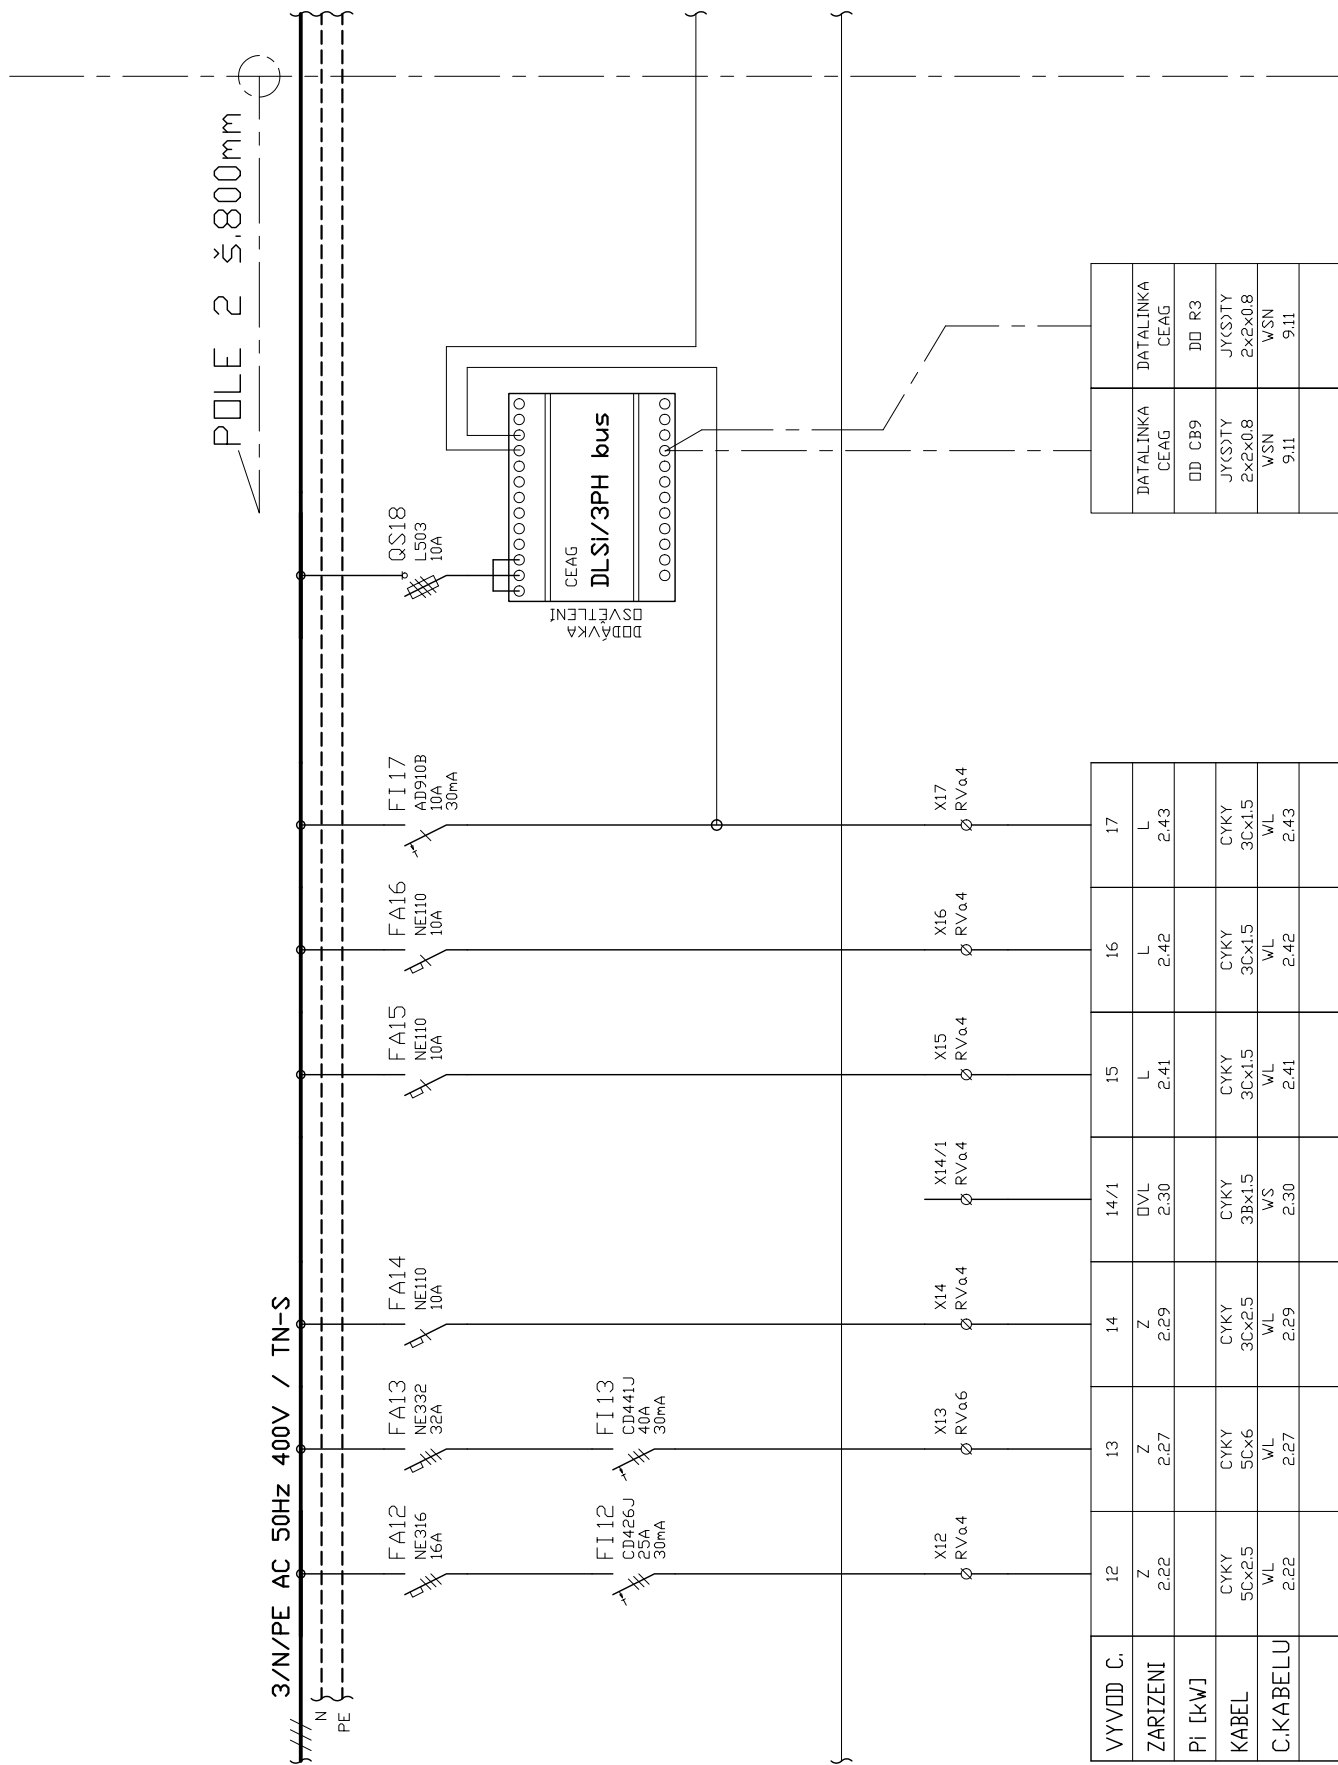 POLE 2 š.800mm
3/N/PE AC 50Hz 400V / TN-S
N
PE
FA12
NE316
16A
FA13
NE332
32A
FA14
NE110
10A
FA15
NE110
10A
FA16
NE110
10A
FI17
AD910B
10A
30mA
QS18
L503
10A
FI12
CD426J
25A
30mA
FI13
CD441J
40A
30mA
DODÁVKA
OSVĚTLENÍ
CEAG
DLSi/3PH bus
X12
RVa4
X13
RVa6
X14
RVa4
X14/1
RVa4
X15
RVa4
X16
RVa4
X17
RVa4
VYVOD C. 12 13 14 14/1 15 16 17
ZARIZENI Z Z Z OVL L L L DATALINKA DATALINKA
2.22 2.27 2.29 2.30 2.41 2.42 2.43 CEAG CEAG
Pi [kW] OD CB9 DO R3
KABEL CYKY CYKY CYKY CYKY CYKY CYKY CYKY JY(S)TY JY(S)TY
5Cx2.5 5Cx6 3Cx2.5 3Bx1.5 3Cx1.5 3Cx1.5 3Cx1.5 2x2x0.8 2x2x0.8
C.KABELU WL WL WL WS WL WL WL WSN WSN
2.22 2.27 2.29 2.30 2.41 2.42 2.43 9.11 9.11